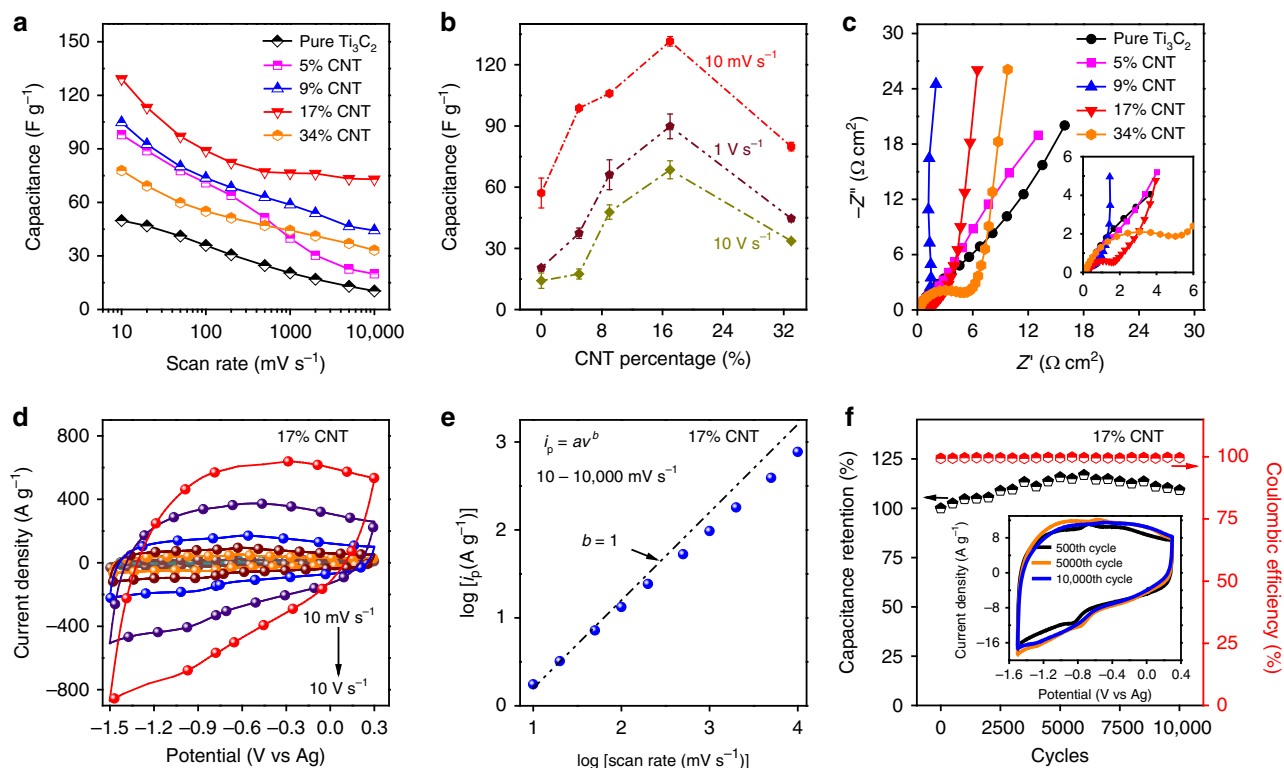 a
Capacitance (F g⁻¹)
150
120
90
60
30
0
Pure Ti₃C₂
5% CNT
9% CNT
17% CNT
34% CNT
10
100
1000
10,000
Scan rate (mV s⁻¹)
b
Capacitance (F g⁻¹)
120
90
60
30
0
10 mV s⁻¹
1 V s⁻¹
10 V s⁻¹
0
8
16
24
32
CNT percentage (%)
c
−Z″ (Ω cm²)
30
24
18
12
6
0
Pure Ti₃C₂
5% CNT
9% CNT
17% CNT
34% CNT
6
4
2
0
0 2 4 6
0 6 12 18 24 30
Z′ (Ω cm²)
d
Current density (A g⁻¹)
800
400
0
−400
−800
17% CNT
10 mV s⁻¹
10 V s⁻¹
−1.5 −1.2 −0.9 −0.6 −0.3 0.0 0.3
Potential (V vs Ag)
e
log [iₚ(A g⁻¹)]
3
2
1
0
iₚ = avᵇ
17% CNT
10 – 10,000 mV s⁻¹
b = 1
1 2 3 4
log [scan rate (mV s⁻¹)]
f
Capacitance retention (%)
125
100
75
50
25
0
17% CNT
Current density (A g⁻¹)
8
0
−8
−16
500th cycle
5000th cycle
10,000th cycle
−1.6 −1.2 −0.8 −0.4 0.0 0.4
Potential (V vs Ag)
0 2500 5000 7500 10,000
Cycles
100
75
50
25
0
Coulombic efficiency
(%)